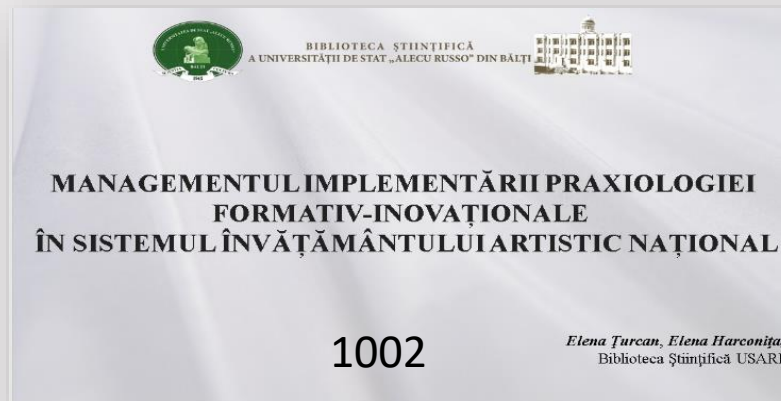 BIBLIOTECA ȘTIINȚIFICĂ
A UNIVERSITĂȚII DE STAT „ALECU RUSSO” DIN BĂLȚI
MANAGEMENTUL IMPLEMENTĂRII PRAXIOLOGIEI
FORMATIV-INOVAȚIONALE
ÎN SISTEMUL ÎNVĂȚĂMÂNTULUI ARTISTIC NAȚIONAL
1002
Elena Țurcan, Elena Harconița,
Biblioteca Științifică USARB